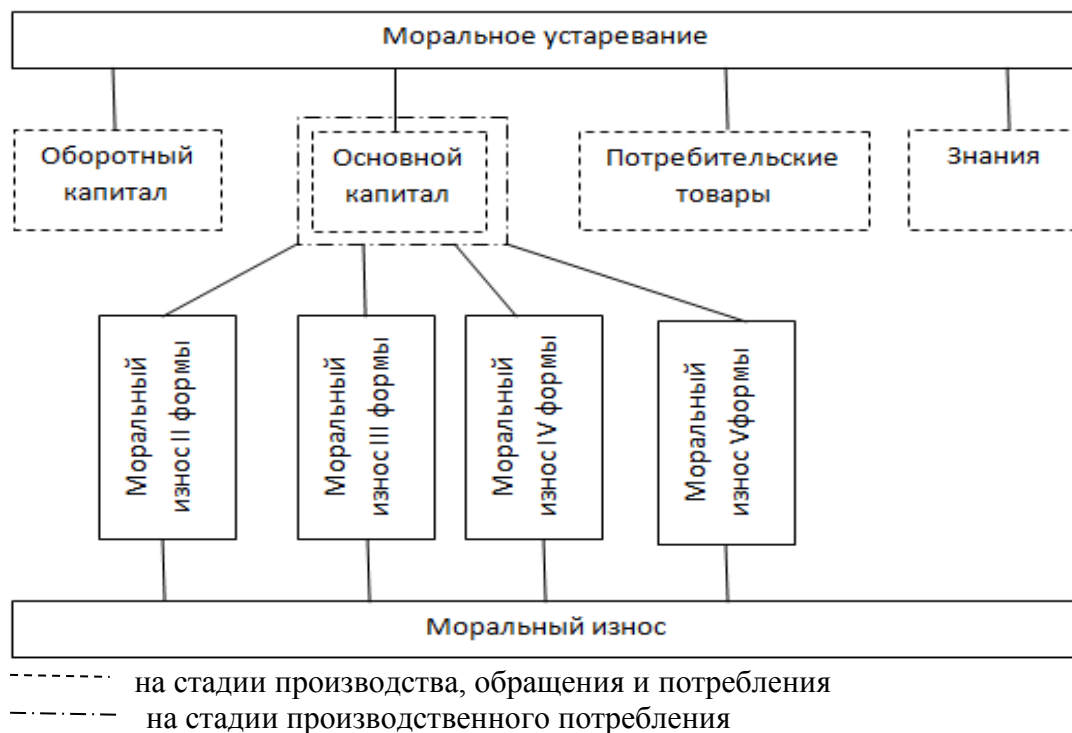 Моральное устаревание
Оборотный
капитал
Основной
капитал
Потребительские
товары
Знания
Моральный
износ II формы
Моральный
износ III формы
Моральный
износ IV формы
Моральный
износ Vформы
Моральный износ
на стадии производства, обращения и потребления
на стадии производственного потребления